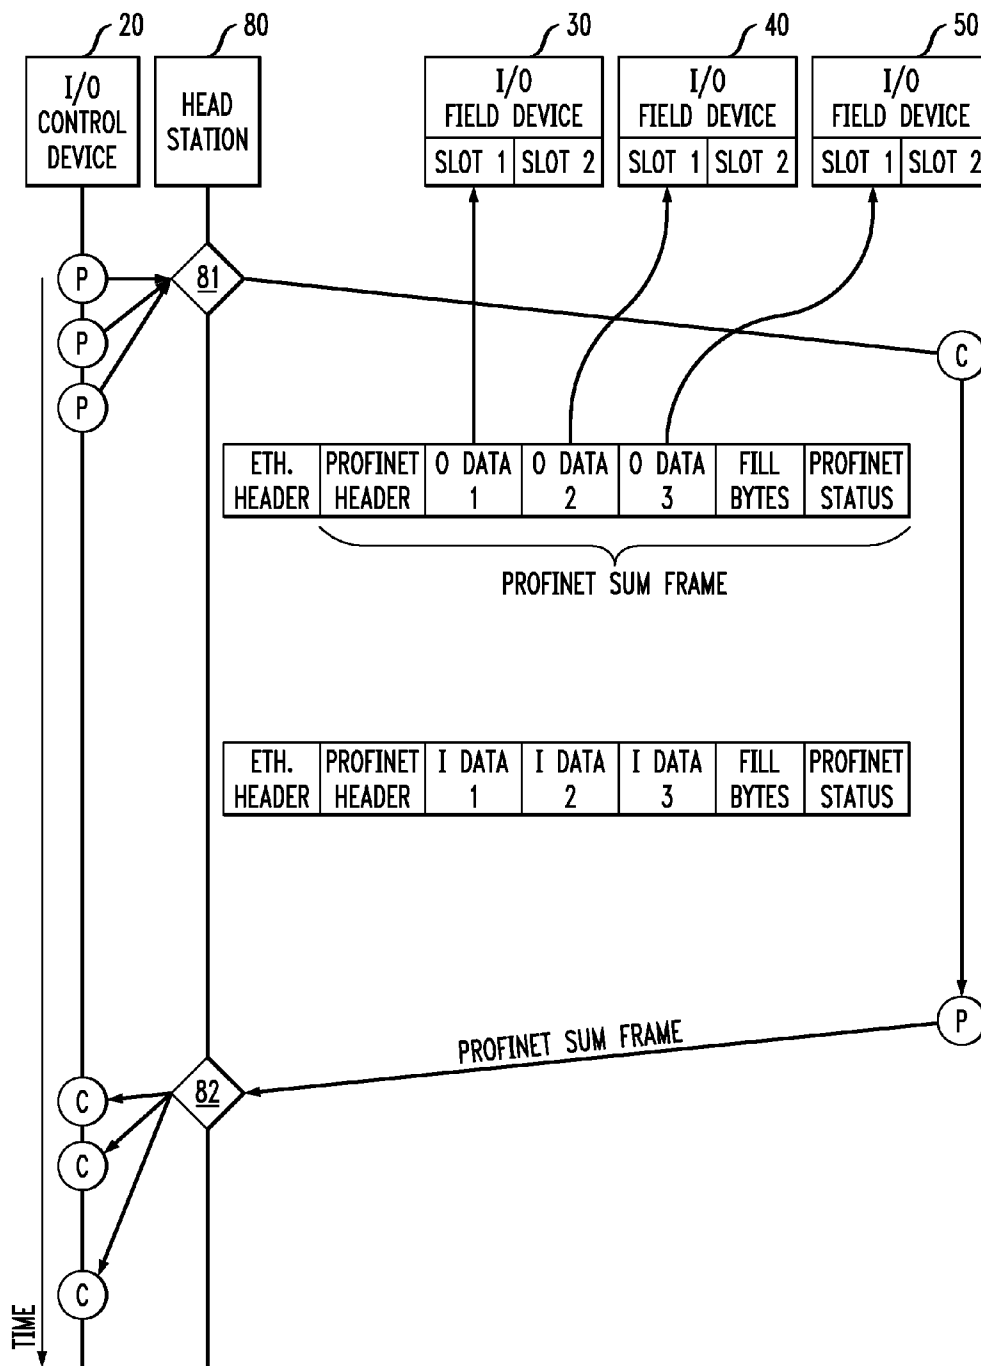 20
80
30
40
50
I/O
CONTROL
DEVICE
HEAD
STATION
I/O
FIELD DEVICE
SLOT 1
SLOT 2
I/O
FIELD DEVICE
SLOT 1
SLOT 2
I/O
FIELD DEVICE
SLOT 1
SLOT 2
P
81
P
C
P
ETH.
HEADER
PROFINET
HEADER
O DATA
1
O DATA
2
O DATA
3
FILL
BYTES
PROFINET
STATUS
PROFINET SUM FRAME
ETH.
HEADER
PROFINET
HEADER
I DATA
1
I DATA
2
I DATA
3
FILL
BYTES
PROFINET
STATUS
P
PROFINET SUM FRAME
82
C
C
C
TIME